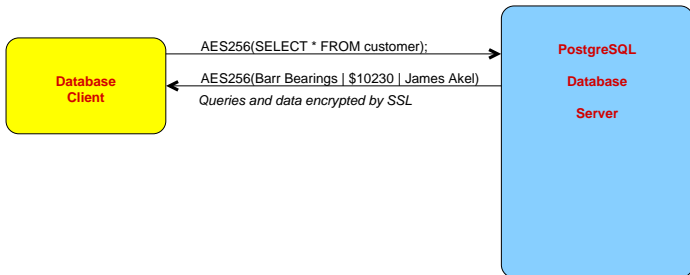 Database
Client
AES256(SELECT * FROM customer);
AES256(Barr Bearings | $10230 | James Akel)
Queries and data encrypted by SSL
PostgreSQL
Database
Server